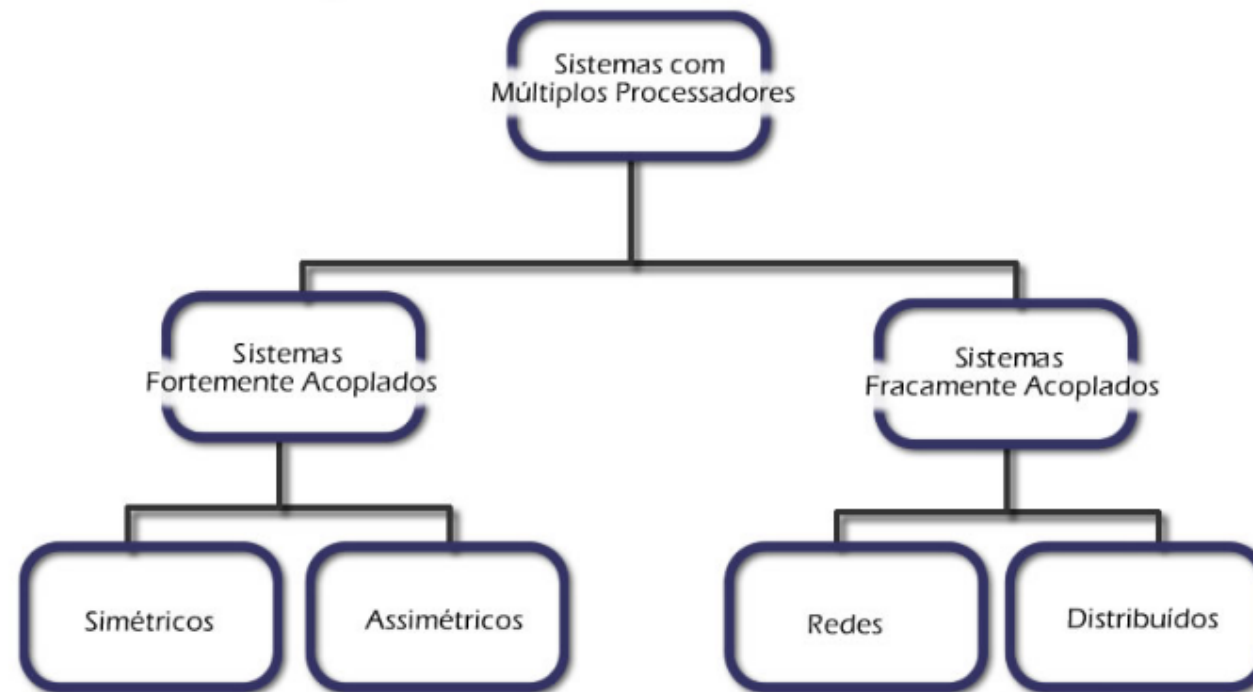 Sistemas com
Múltiplos Processadores
Sistemas
Fortemente Acoplados
Sistemas
Fracamente Acoplados
Simétricos
Assimétricos
Redes
Distribuídos